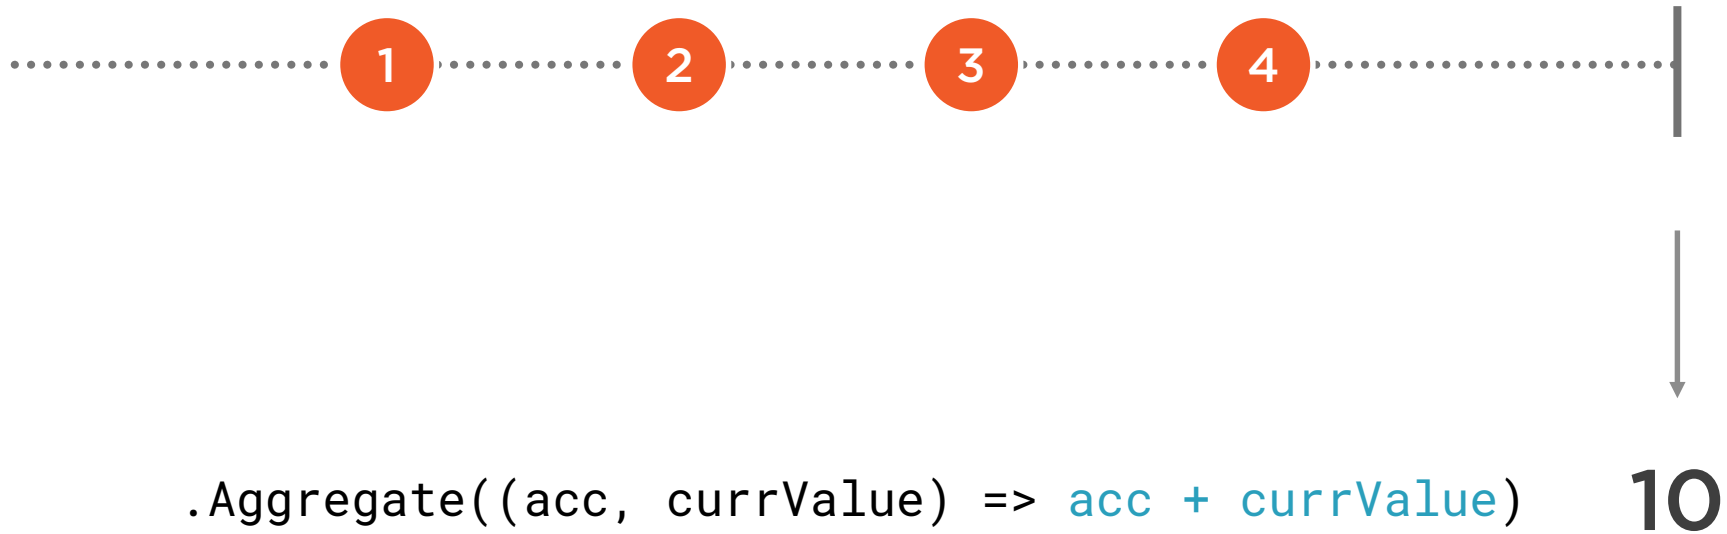 1 2 3 4
.Aggregate((acc, currValue) => acc + currValue) 10